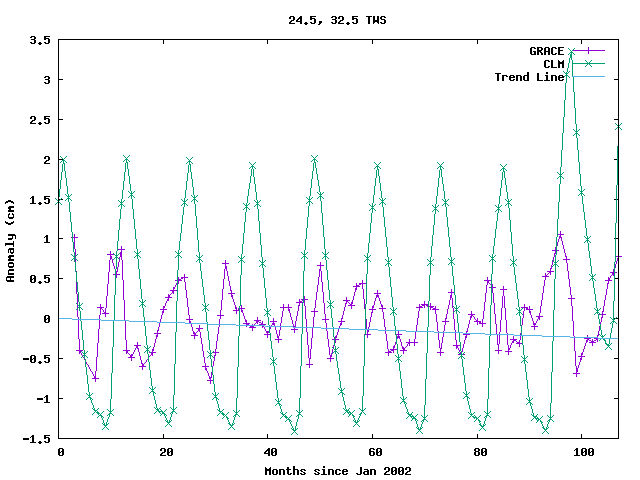 24.5, 32.5 TWS
GRACE
CLM
Trend Line
Anomaly (cm)
3.5
3
2.5
2
1.5
1
0.5
0
-0.5
-1
-1.5
0 20 40 60 80 100
Months since Jan 2002